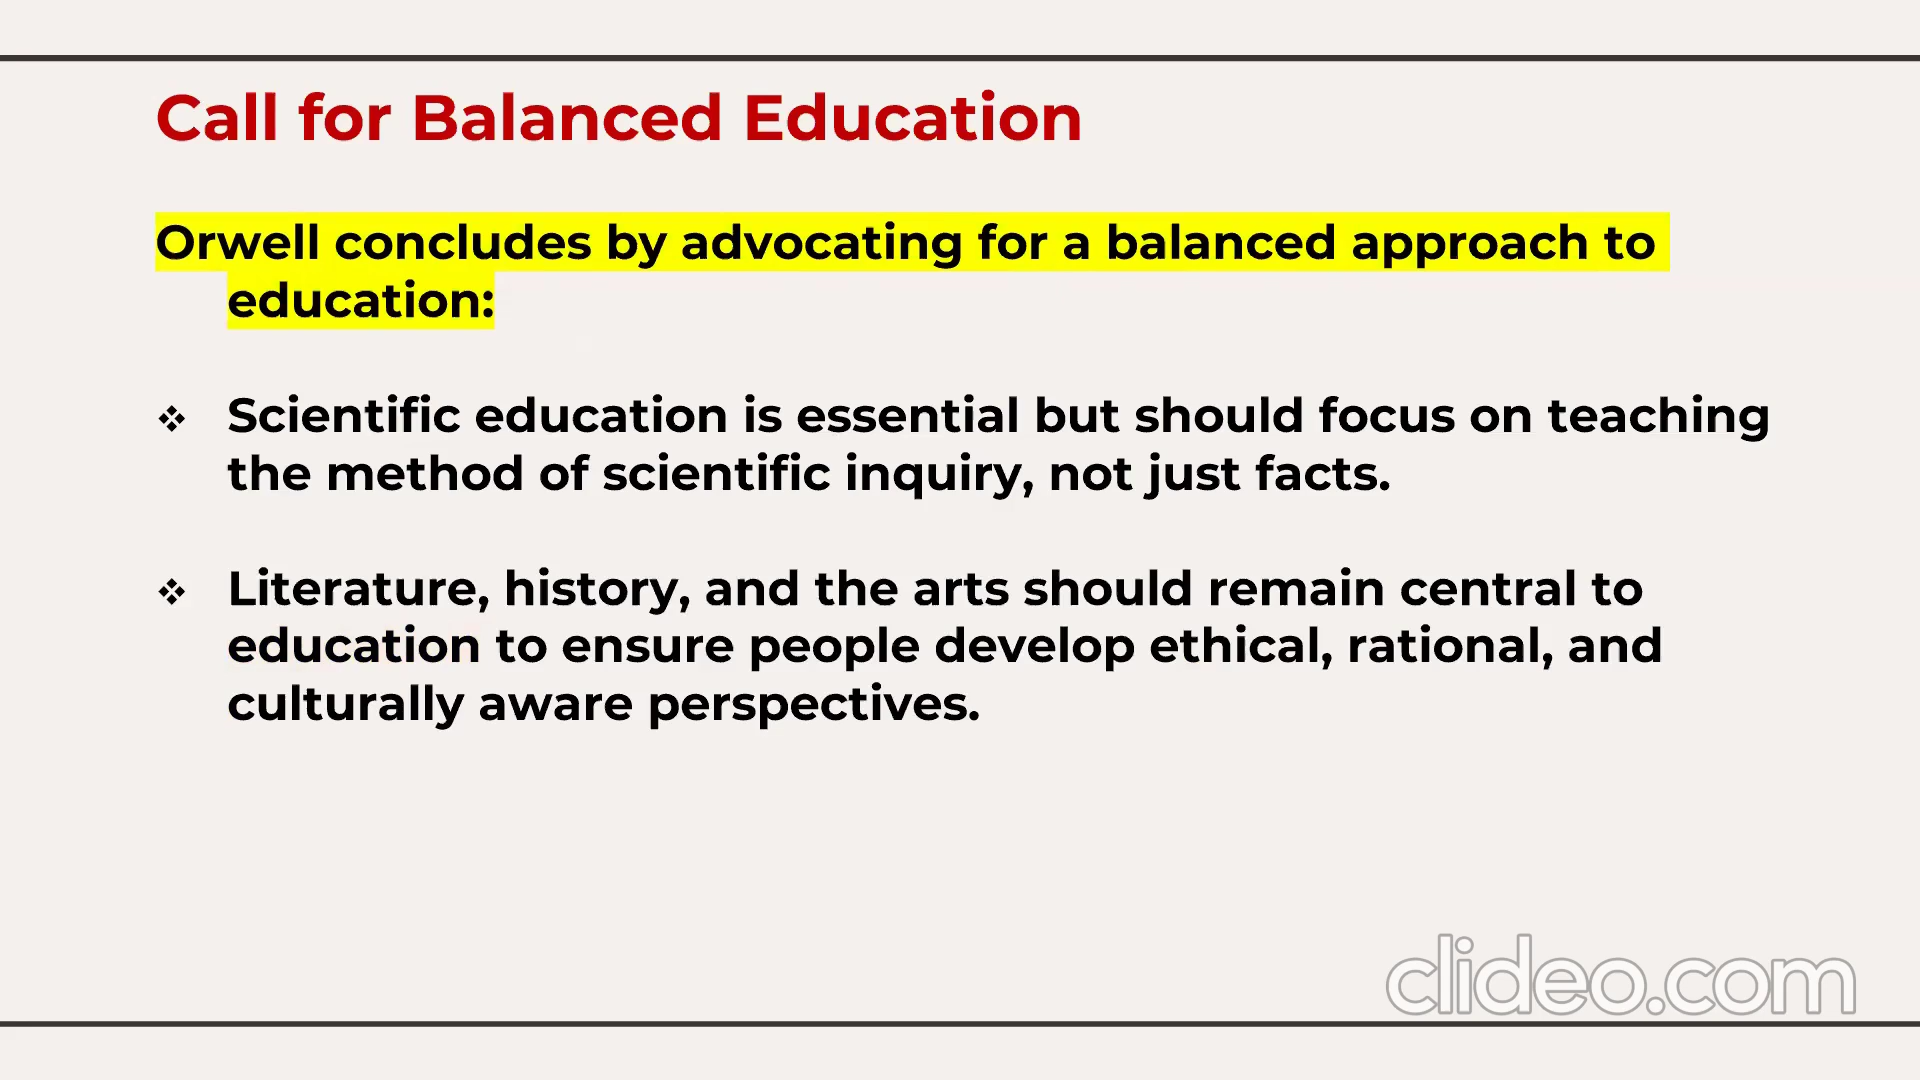 Call for Balanced Education
Orwell concludes by advocating for a balanced approach to
education:
❖ Scientific education is essential but should focus on teaching
the method of scientific inquiry, not just facts.
❖ Literature, history, and the arts should remain central to
education to ensure people develop ethical, rational, and
culturally aware perspectives.
clideo.com